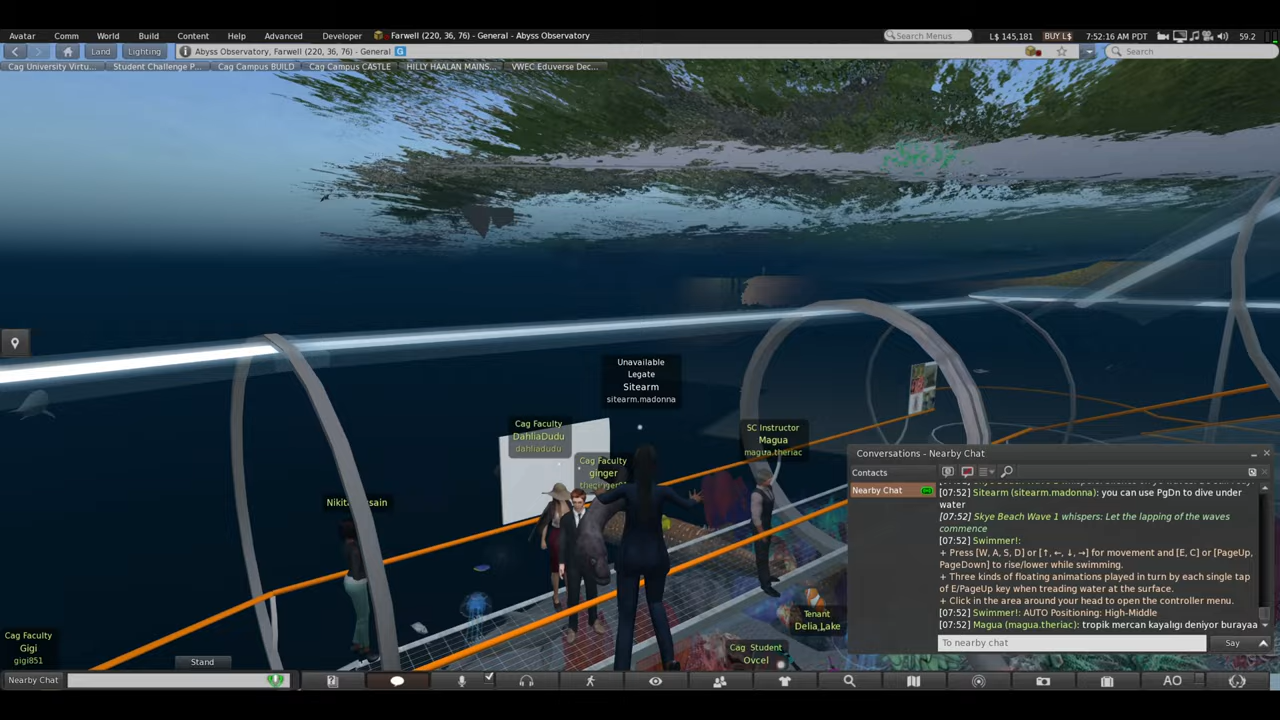 Avatar Comm World Build Content Help Advanced Developer Farwell (220, 36, 76) - General - Abyss Observatory Search Menus L$ 145,181 BUY L$ 7:52:16 AM PDT 59.2
Land Lighting Abyss Observatory, Farwell (220, 36, 76) - General G Search
Cag University Virtu... Student Challenge P... Cag Campus BUILD Cag Campus CASTLE HILLY HAALAN MAINS... VWEC Eduverse Dec...
Unavailable
Legate
Sitearm
sitearm.madonna
Cag Faculty
DahliaDudu
dahliadudu
SC Instructor
Magua
magua.theriac
Cag Faculty
ginger
Tenant
Delia Lake
Cag Student
Ovcel
Cag Faculty
Gigi
gigi851
Stand
Conversations - Nearby Chat
Contacts
Nearby Chat
[07:52] Sitearm (sitearm.madonna): you can use PgDn to dive under
water
[07:52] Skye Beach Wave 1 whispers: Let the lapping of the waves
commence
[07:52] Swimmer!:
+ Press [W, A, S, D] or [↑, ←, ↓, →] for movement and [E, C] or [PageUp,
PageDown] to rise/lower while swimming.
+ Three kinds of floating animations played in turn by each single tap
of E/PageUp key when treading water at the surface.
+ Click in the area around your head to open the controller menu.
[07:52] Swimmer!: AUTO Positioning: High-Middle
[07:52] Magua (magua.theriac): tropik mercan kayalıgı deniyor burayaa
To nearby chat Say
Nearby Chat AO